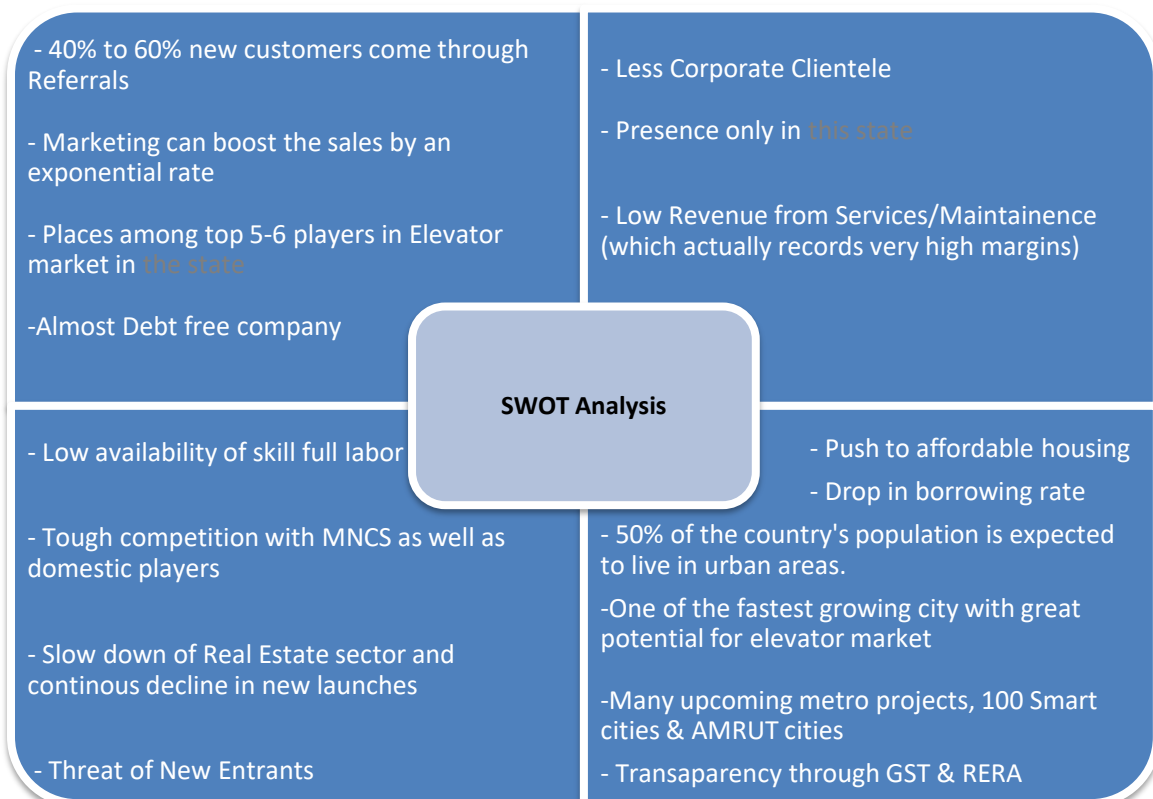 - 40% to 60% new customers come through
Referrals
- Marketing can boost the sales by an
exponential rate
- Places among top 5-6 players in Elevator
market in the state
-Almost Debt free company
- Less Corporate Clientele
- Presence only in this state
- Low Revenue from Services/Maintainence
(which actually records very high margins)
SWOT Analysis
- Low availability of skill full labor
- Tough competition with MNCS as well as
domestic players
- Slow down of Real Estate sector and
continous decline in new launches
- Threat of New Entrants
- Push to affordable housing
- Drop in borrowing rate
- 50% of the country's population is expected
to live in urban areas.
-One of the fastest growing city with great
potential for elevator market
-Many upcoming metro projects, 100 Smart
cities & AMRUT cities
- Transaparency through GST & RERA